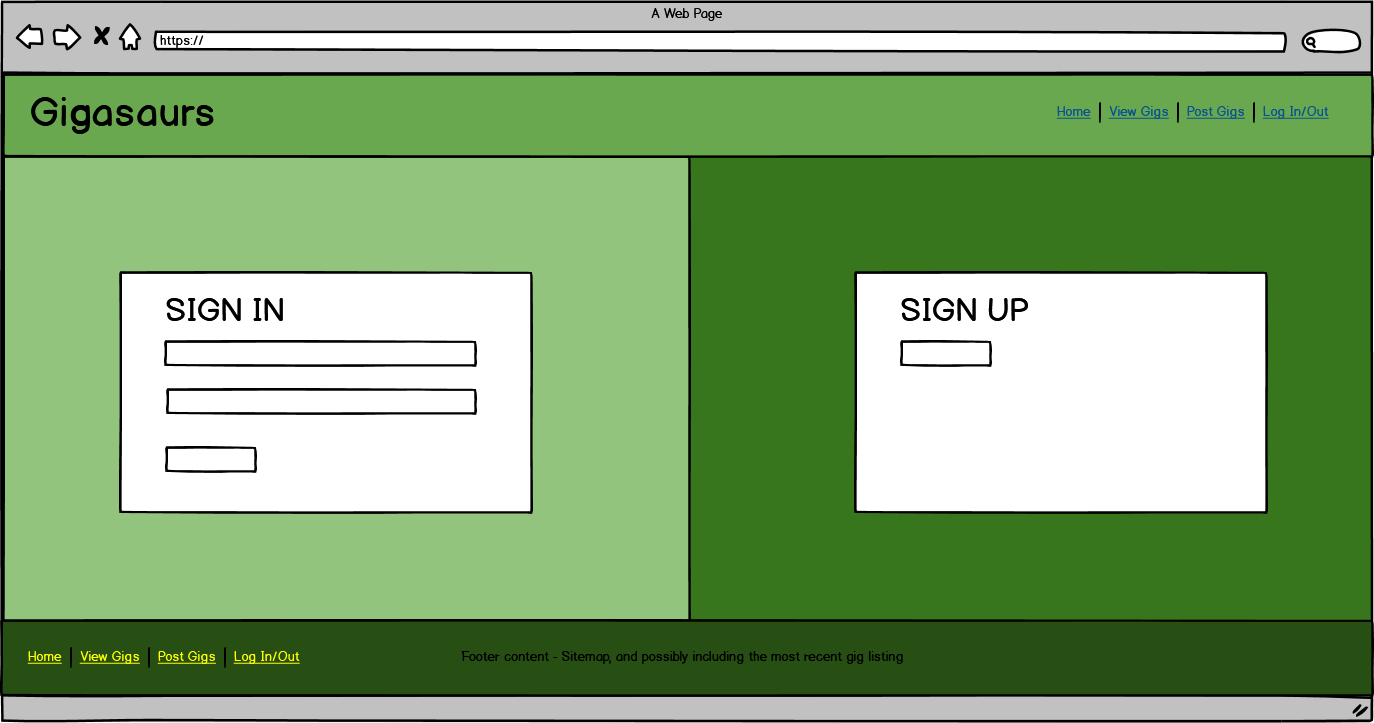 A Web Page
https://
Gigasaurs
Home View Gigs Post Gigs Log In/Out
SIGN IN
SIGN UP
Home View Gigs Post Gigs Log In/Out
Footer content - Sitemap, and possibly including the most recent gig listing